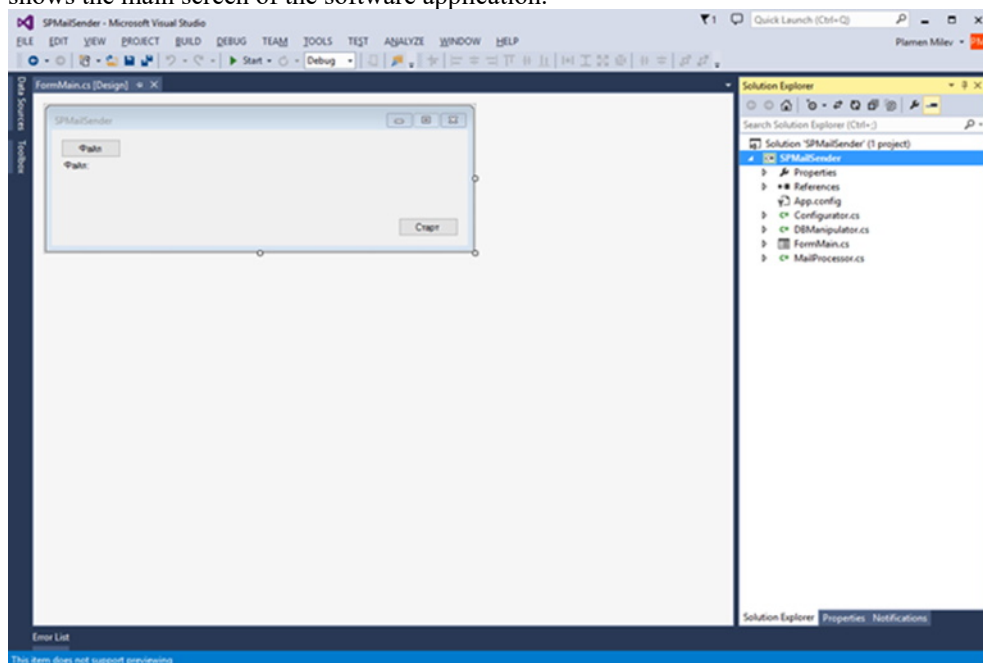 shows the main screen of the software application.
SPMailSender - Microsoft Visual Studio
1
Quick Launch (Ctrl+Q)
FILE EDIT VIEW PROJECT BUILD DEBUG TEAM TOOLS TEST ANALYZE WINDOW HELP
Plamen Milev
PM
Start
Debug
Data Sources
Toolbox
FormMain.cs [Design]
SPMailSender
Файл
Файл:
Старт
Solution Explorer
Search Solution Explorer (Ctrl+;)
Solution 'SPMailSender' (1 project)
SPMailSender
Properties
References
App.config
Configurator.cs
DBManipulator.cs
FormMain.cs
MailProcessor.cs
Solution Explorer Properties Notifications
Error List
This item does not support previewing